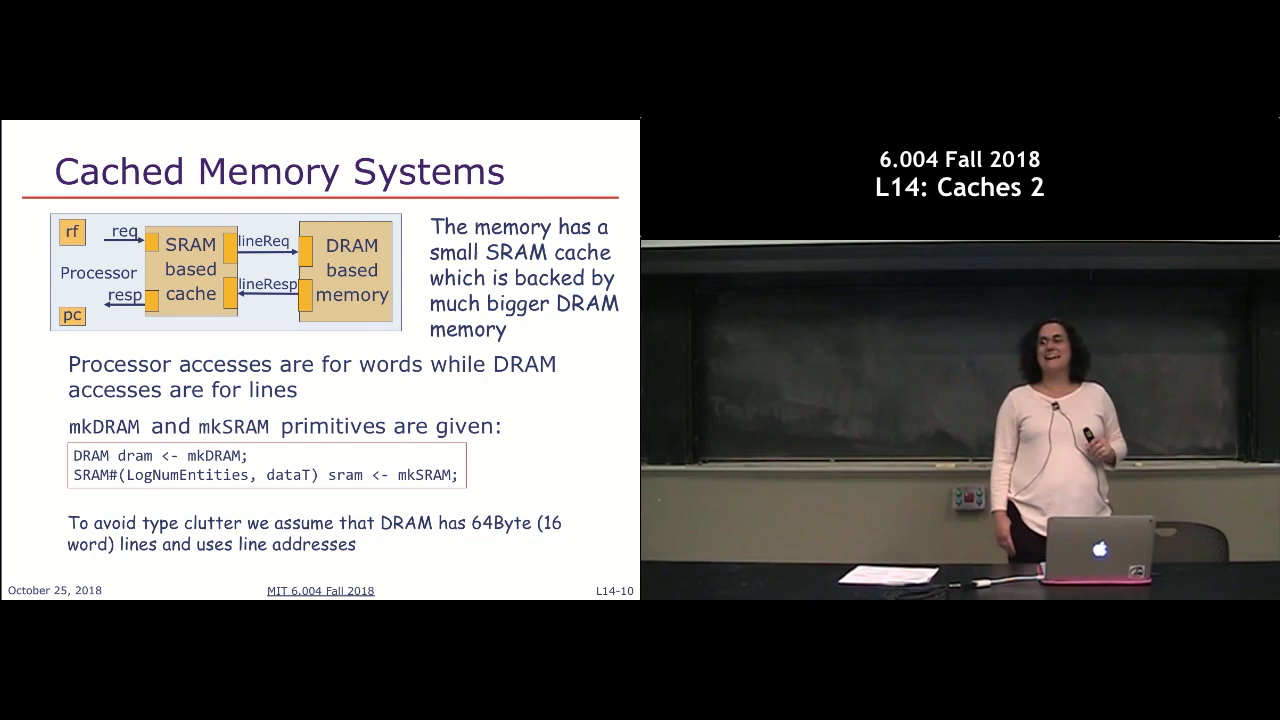 Cached Memory Systems
rf
req
Processor
resp
pc
SRAM
based
cache
lineReq
lineResp
DRAM
based
memory
The memory has a
small SRAM cache
which is backed by
much bigger DRAM
memory
Processor accesses are for words while DRAM
accesses are for lines
mkDRAM and mkSRAM primitives are given:
DRAM dram <- mkDRAM;
SRAM#(LogNumEntities, dataT) sram <- mkSRAM;
To avoid type clutter we assume that DRAM has 64Byte (16
word) lines and uses line addresses
October 25, 2018
MIT 6.004 Fall 2018
L14-10
6.004 Fall 2018
L14: Caches 2